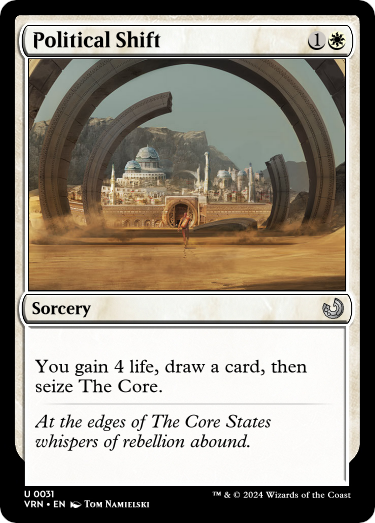 Political Shift 1
Sorcery
You gain 4 life, draw a card, then
seize The Core.
At the edges of The Core States
whispers of rebellion abound.
U 0031
VRN • EN Tom Namielski
™ & © 2024 Wizards of the Coast